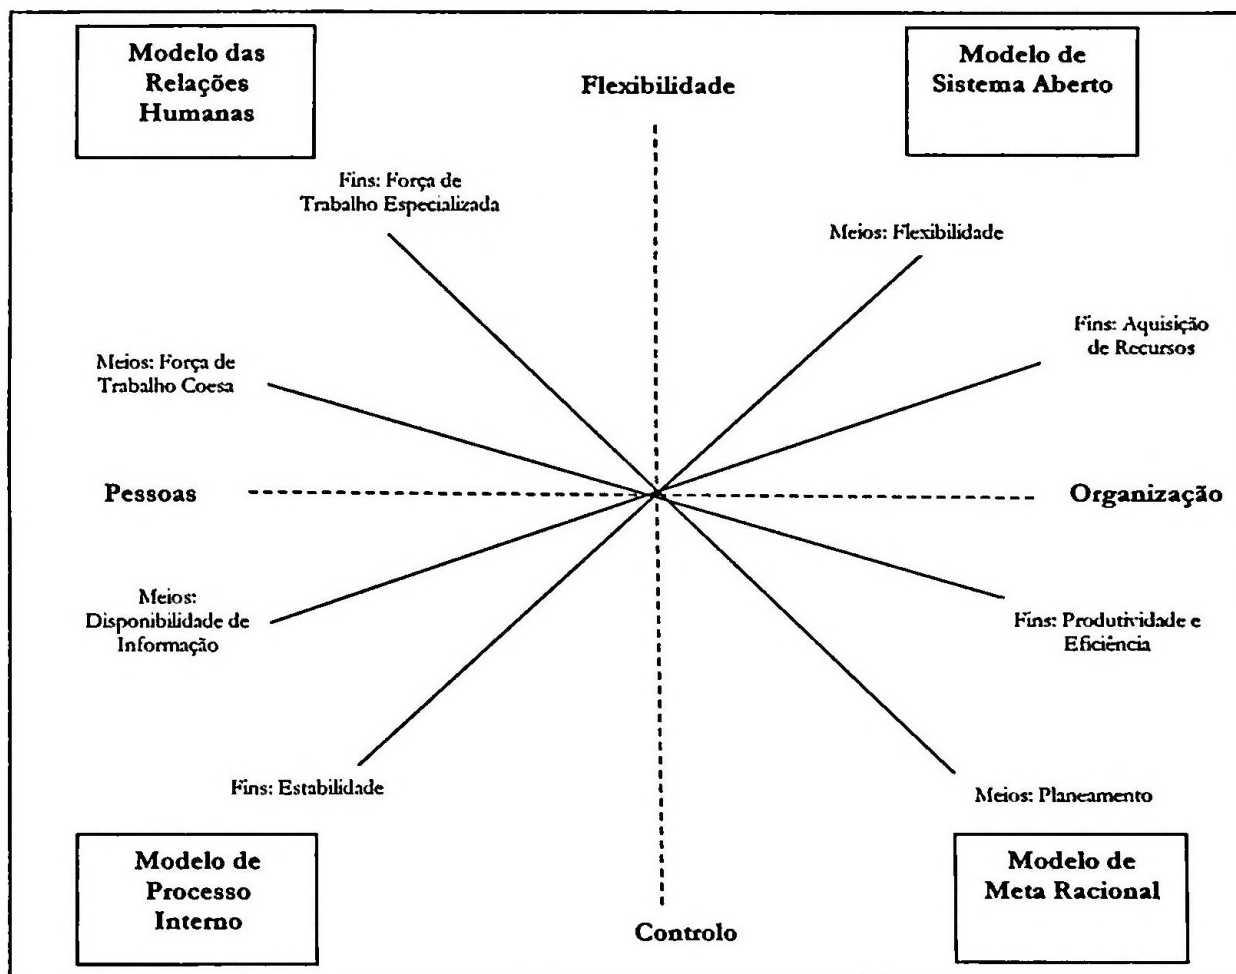 Modelo das
Relações
Humanas
Flexibilidade
Modelo de
Sistema Aberto
Fins: Força de
Trabalho Especializada
Meios: Flexibilidade
Fins: Aquisição
de Recursos
Meios: Força de
Trabalho Coesa
Pessoas
Organização
Meios:
Disponibilidade de
Informação
Fins: Produtividade e
Eficiência
Fins: Estabilidade
Meios: Planeamento
Modelo de
Processo
Interno
Controlo
Modelo de
Meta Racional